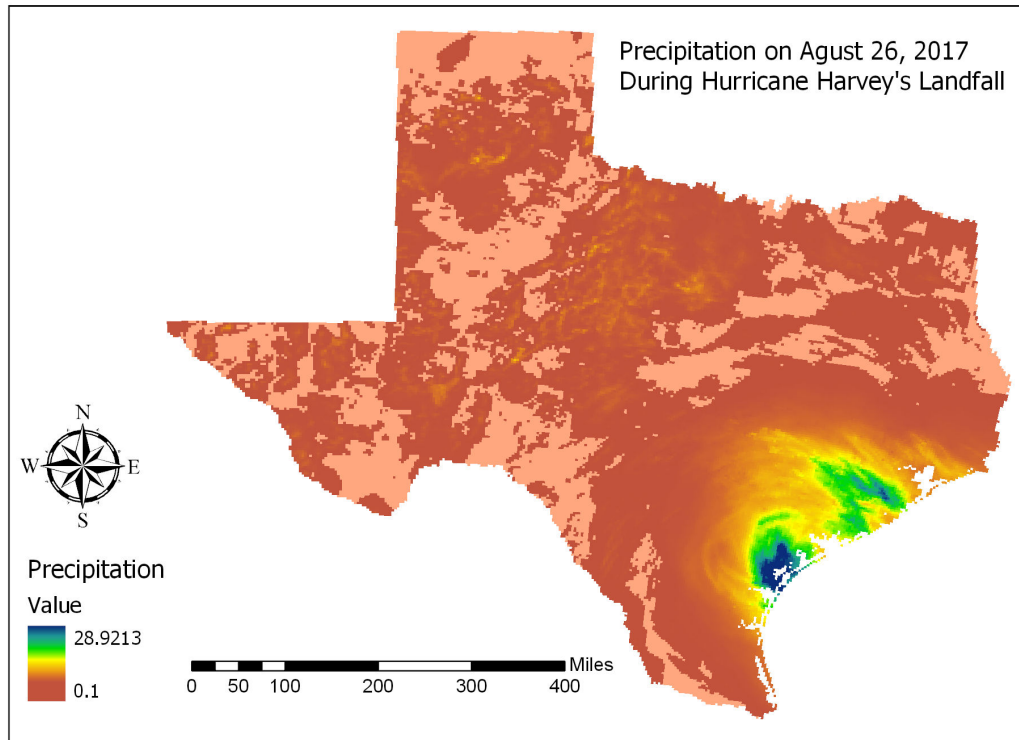 Precipitation on Agust 26, 2017
During Hurricane Harvey's Landfall
N
W E
S
Precipitation
Value
28.9213
0.1
Miles
0 50 100 200 300 400